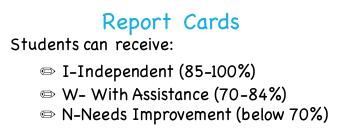 Report Cards
Students can receive:
I-Independent (85-100%)
W- With Assistance (70-84%)
N-Needs Improvement (below 70%)